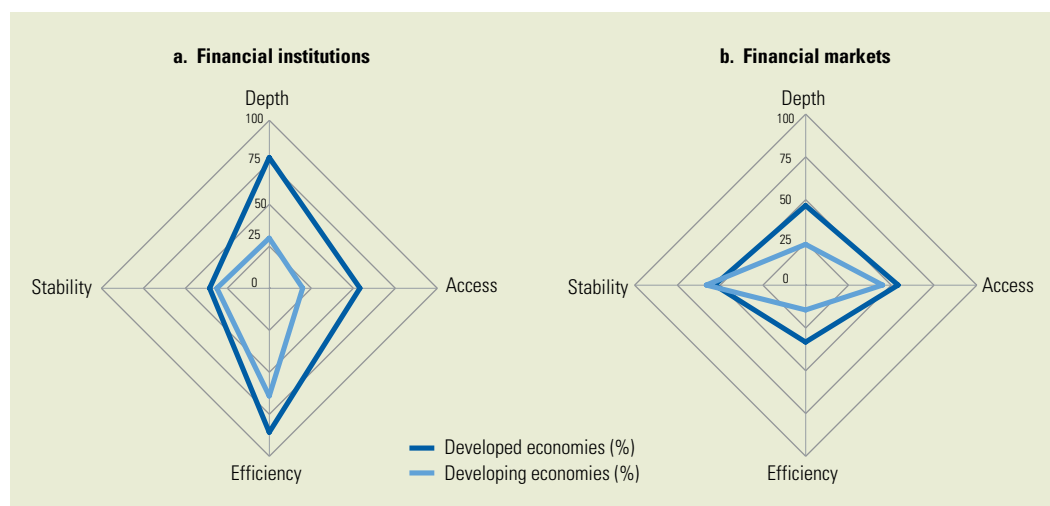 a. Financial institutions
Depth
100
75
50
25
0
Stability
Access
Efficiency
b. Financial markets
Depth
100
75
50
25
0
Stability
Access
Efficiency
Developed economies (%)
Developing economies (%)